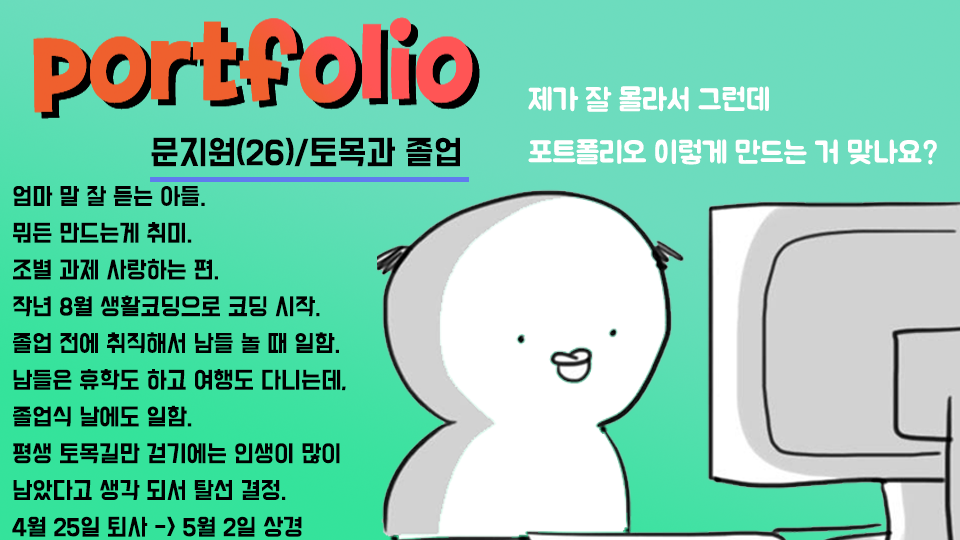 portfolio
제가 잘 몰라서 그런데
포트폴리오 이렇게 만드는 거 맞나요?
문지원(26)/토목과 졸업
엄마 말 잘 듣는 아들.
뭐든 만드는게 취미.
조별 과제 사랑하는 편.
작년 8월 생활코딩으로 코딩 시작.
졸업 전에 취직해서 남들 놀 때 일함.
남들은 휴학도 하고 여행도 다니는데,
졸업식 날에도 일함.
평생 토목길만 걷기에는 인생이 많이
남았다고 생각 되서 탈선 결정.
4월 25일 퇴사 -> 5월 2일 상경